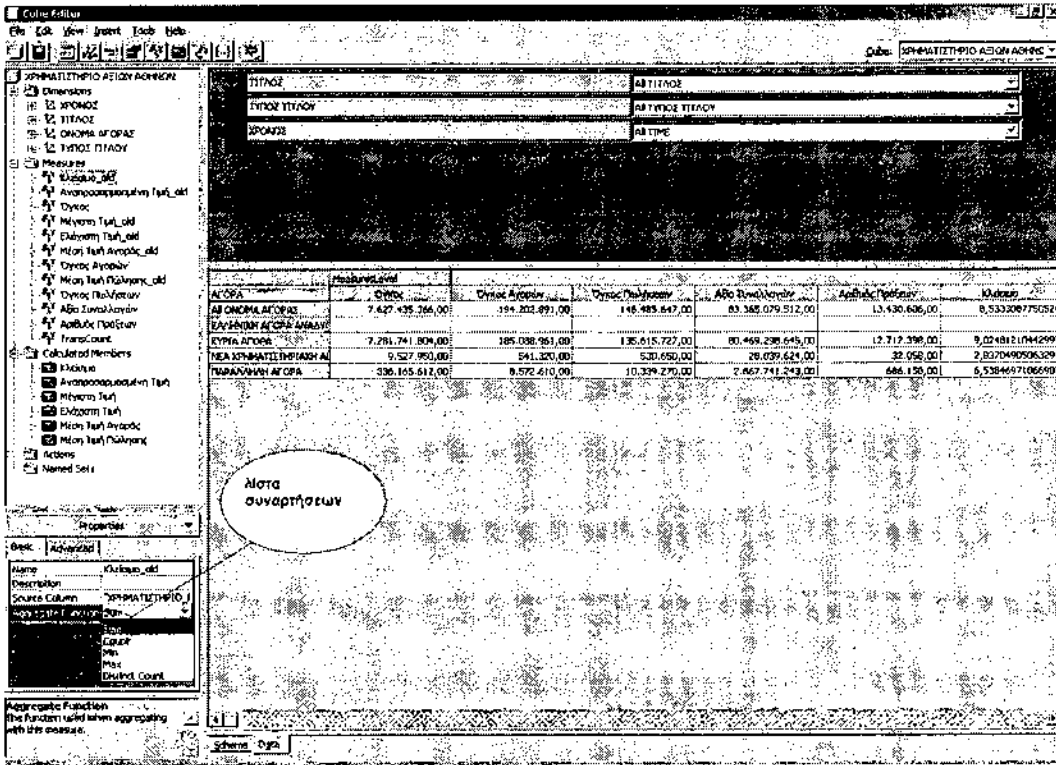 Cube Editor
File Edit View Insert Tools Help
Cube: ΧΡΗΜΑΤΙΣΤΗΡΙΟ ΑΞΙΩΝ ΑΘΗΝΩΝ
ΧΡΗΜΑΤΙΣΤΗΡΙΟ ΑΞΙΩΝ ΑΘΗΝΩΝ
Dimensions
ΧΡΟΝΟΣ
ΤΙΤΛΟΣ
ΟΝΟΜΑ ΑΓΟΡΑΣ
ΤΥΠΟΣ ΤΙΤΛΟΥ
Measures
Κλείσιμο_old
Αναπροσαρμοσμένη Τιμή_old
Όγκος
Μέγιστη Τιμή_old
Ελάχιστη Τιμή_old
Μέση Τιμή Αγοράς_old
Όγκος Αγορών
Μέση Τιμή Πώλησης_old
Όγκος Πωλήσεων
Αξία Συναλλαγών
Αριθμός Πράξεων
TransCount
Calculated Members
Κλείσιμο
Αναπροσαρμοσμένη Τιμή
Μέγιστη Τιμή
Ελάχιστη Τιμή
Μέση Τιμή Αγοράς
Μέση Τιμή Πώλησης
Actions
Named Sets
ΤΙΤΛΟΣ All ΤΙΤΛΟΣ
ΤΥΠΟΣ ΤΙΤΛΟΥ All ΤΥΠΟΣ ΤΙΤΛΟΥ
ΧΡΟΝΟΣ All TIME
MeasuresLevel
ΑΓΟΡΑ Όγκος Όγκος Αγορών Όγκος Πωλήσεων Αξία Συναλλαγών Αριθμός Πράξεων Κλείσιμο
All ΟΝΟΜΑ ΑΓΟΡΑΣ 7.627.435.366,00 194.202.891,00 146.485.647,00 83.365.079.512,00 13.430.606,00
ΕΛΛΗΝΙΚΗ ΑΓΟΡΑ ΑΝΑΔΥ
ΚΥΡΙΑ ΑΓΟΡΑ 7.281.741.804,00 185.088.961,00 135.615.727,00 80.469.298.645,00 12.712.398,00
ΝΕΑ ΧΡΗΜΑΤΙΣΤΗΡΙΑΚΗ ΑΓ 9.527.950,00 541.320,00 530.650,00 28.039.624,00 32.058,00
ΠΑΡΑΛΛΗΛΗ ΑΓΟΡΑ 336.165.612,00 8.572.610,00 10.339.270,00 2.867.741.243,00 686.150,00
λίστα
συναρτήσεων
Properties
Basic Advanced
Name Κλείσιμο_old
Description
Source Column "ΧΡΗΜΑΤΙΣΤΗΡΙΟ_
Aggregate Function Sum
Sum
Count
Min
Max
Distinct Count
Aggregate Function
The function used when aggregating
with this measure.
Schema Data